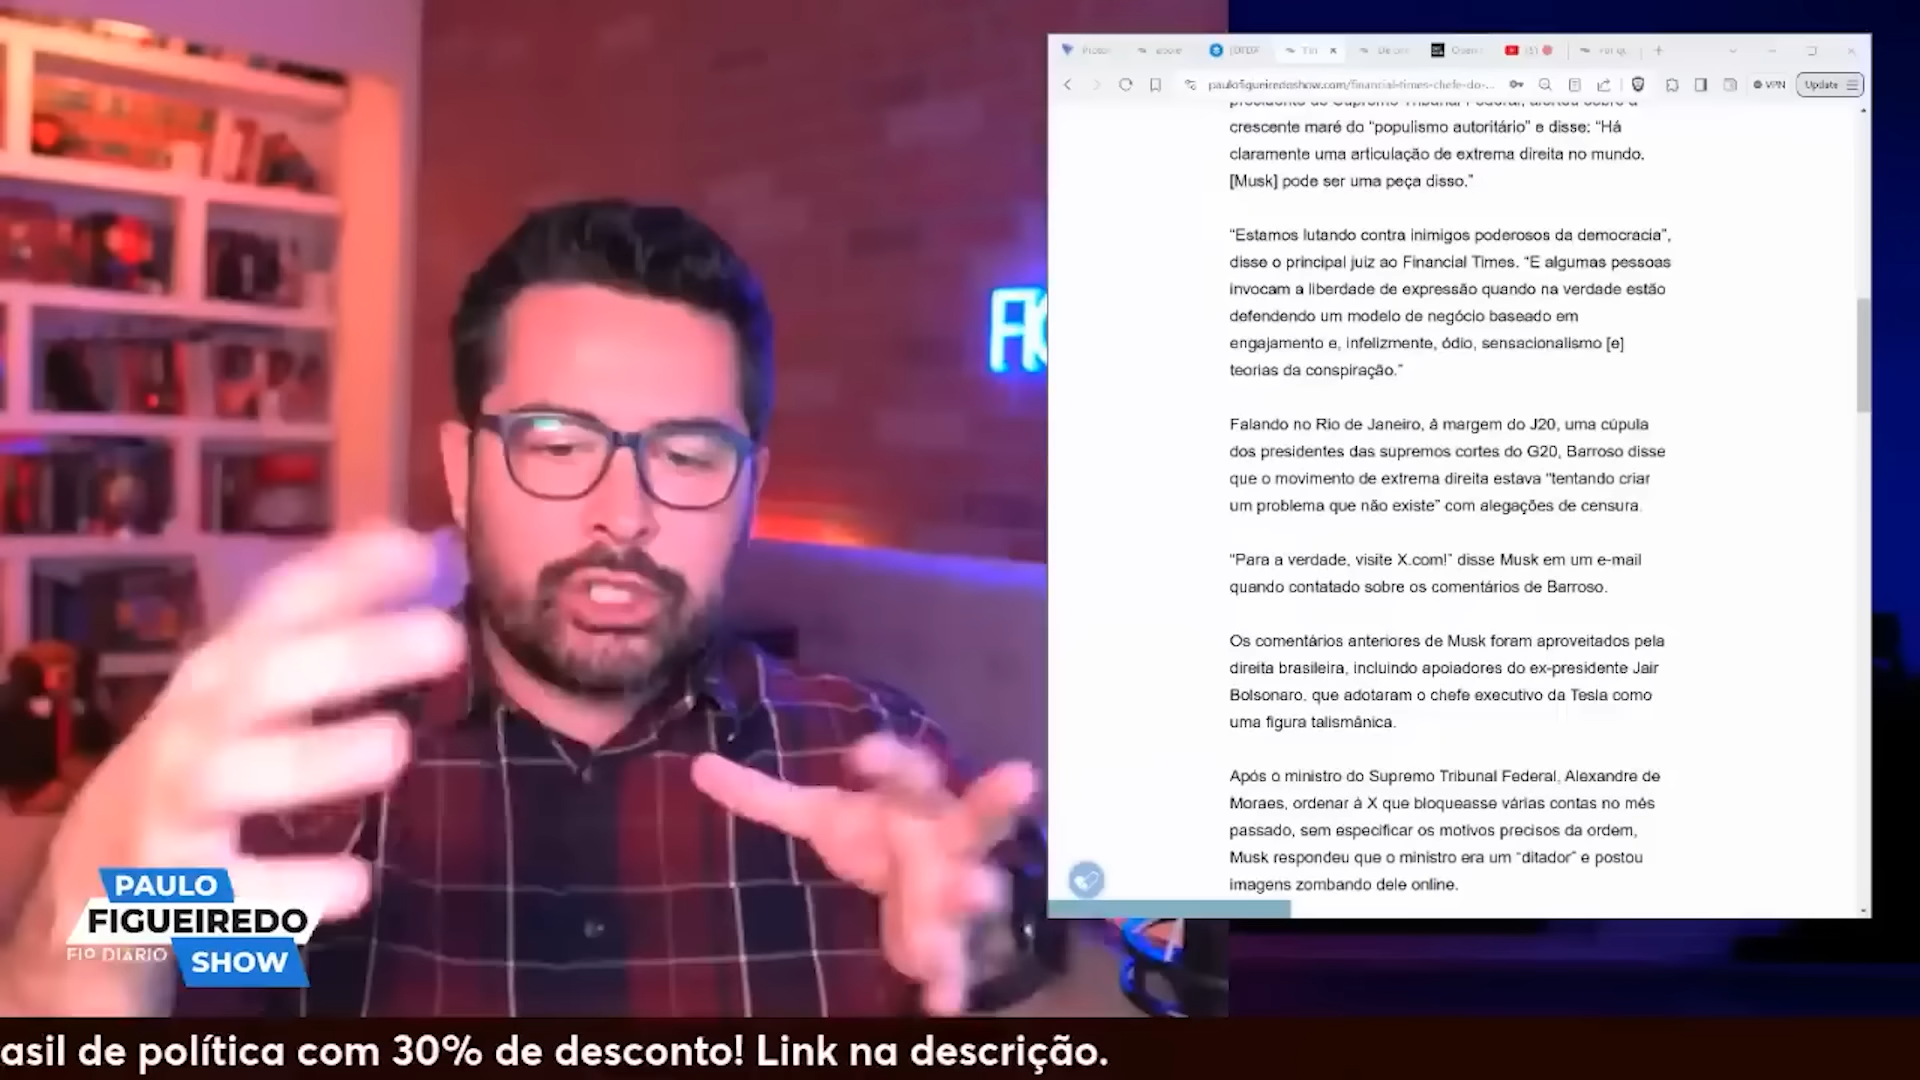 Update
VPN
paulofigueiredoshow.com/financial-times-chefe-do-...
crescente maré do “populismo autoritário” e disse: “Há
claramente uma articulação de extrema direita no mundo.
[Musk] pode ser uma peça disso.”
“Estamos lutando contra inimigos poderosos da democracia”,
disse o principal juiz ao Financial Times. “E algumas pessoas
invocam a liberdade de expressão quando na verdade estão
defendendo um modelo de negócio baseado em
engajamento e, infelizmente, ódio, sensacionalismo [e]
teorias da conspiração.”
Falando no Rio de Janeiro, à margem do J20, uma cúpula
dos presidentes das supremos cortes do G20, Barroso disse
que o movimento de extrema direita estava “tentando criar
um problema que não existe” com alegações de censura.
“Para a verdade, visite X.com!” disse Musk em um e-mail
quando contatado sobre os comentários de Barroso.
Os comentários anteriores de Musk foram aproveitados pela
direita brasileira, incluindo apoiadores do ex-presidente Jair
Bolsonaro, que adotaram o chefe executivo da Tesla como
uma figura talismânica.
Após o ministro do Supremo Tribunal Federal, Alexandre de
Moraes, ordenar à X que bloqueasse várias contas no mês
passado, sem especificar os motivos precisos da ordem,
Musk respondeu que o ministro era um “ditador” e postou
imagens zombando dele online.
PAULO
FIGUEIREDO
SHOW
DIÁRIO
asil de política com 30% de desconto! Link na descrição.